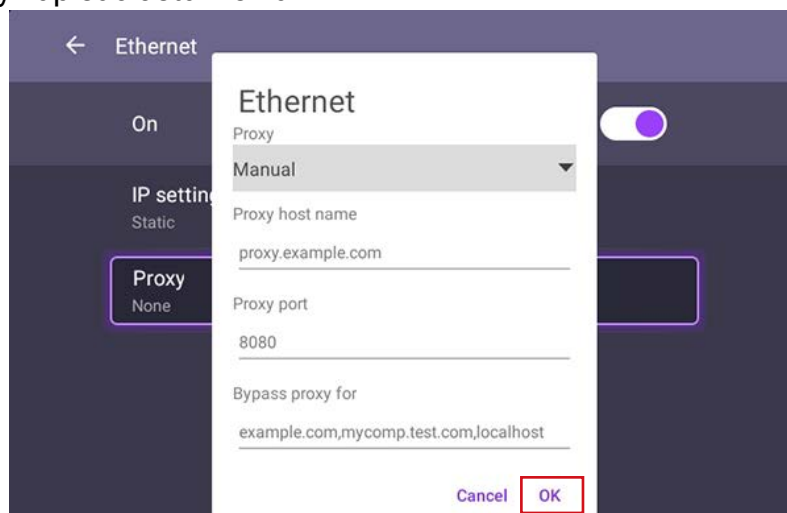 Ethernet
On
IP settin
Static
Proxy
None
Ethernet
Proxy
Manual
Proxy host name
proxy.example.com
Proxy port
8080
Bypass proxy for
example.com,mycomp.test.com,localhost
Cancel OK